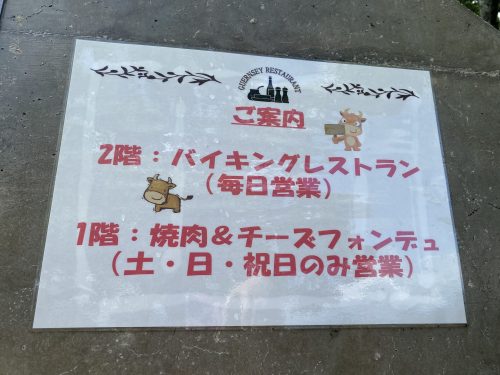 GUERNSEY RESTAURANT
ご案内
2階：バイキングレストラン
（毎日営業）
1階：焼肉＆チーズフォンデュ
（土・日・祝日のみ営業）